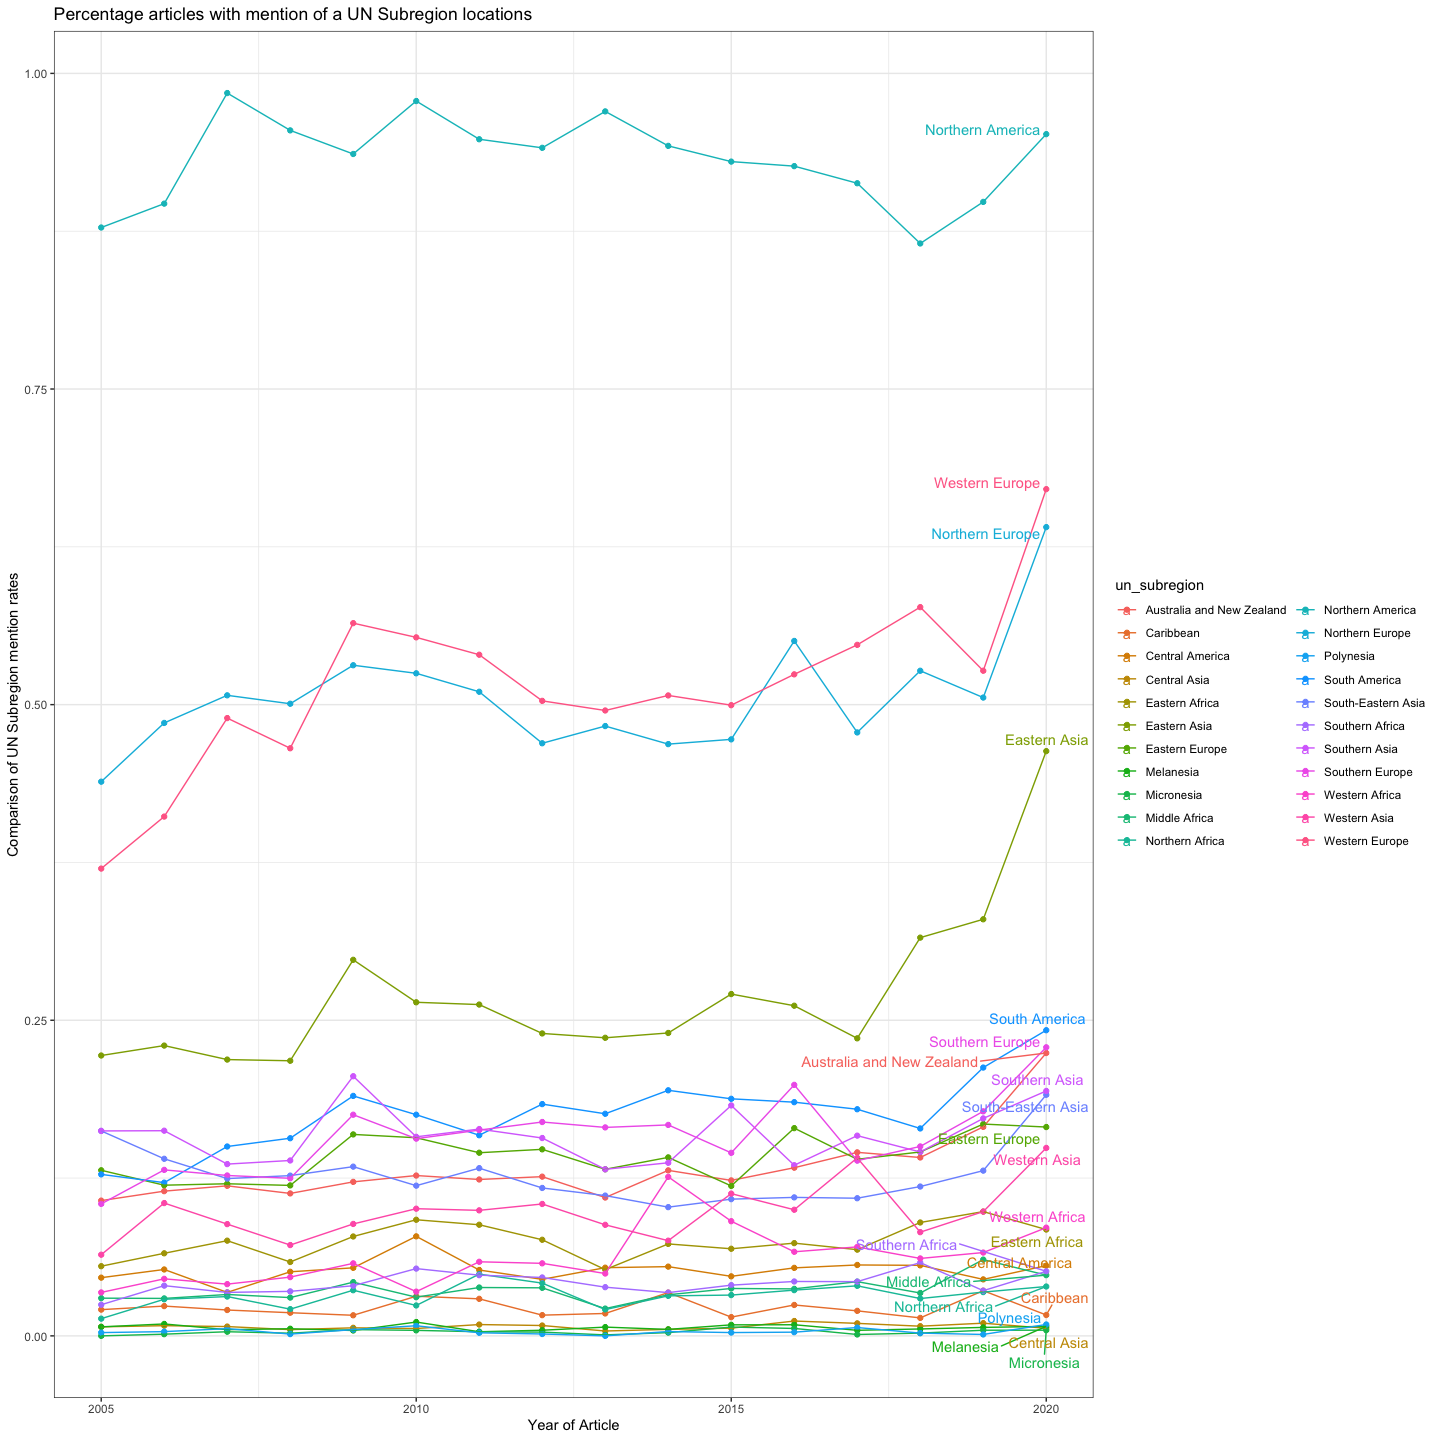 Percentage articles with mention of a UN Subregion locations
Comparison of UN Subregion mention rates
1.00
0.75
0.50
0.25
0.00
Northern America
Western Europe
Northern Europe
Eastern Asia
South America
Southern Europe
Australia and New Zealand
Southern Asia
South-Eastern Asia
Eastern Europe
Western Asia
Western Africa
Eastern Africa
Southern Africa
Central America
Middle Africa
Caribbean
Northern Africa
Polynesia
Central Asia
Melanesia
Micronesia
2005
2010
2015
2020
Year of Article
un_subregion
a Australia and New Zealand
a Caribbean
a Central America
a Central Asia
a Eastern Africa
a Eastern Asia
a Eastern Europe
a Melanesia
a Micronesia
a Middle Africa
a Northern Africa
a Northern America
a Northern Europe
a Polynesia
a South America
a South-Eastern Asia
a Southern Africa
a Southern Asia
a Southern Europe
a Western Africa
a Western Asia
a Western Europe